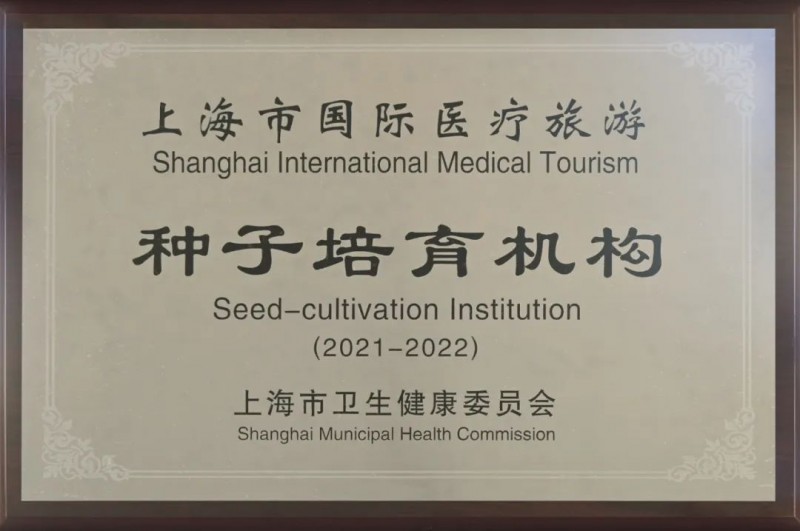 上海市国际医疗旅游
Shanghai International Medical Tourism
种子培育机构
Seed-cultivation Institution
(2021-2022)
上海市卫生健康委员会
Shanghai Municipal Health Commission